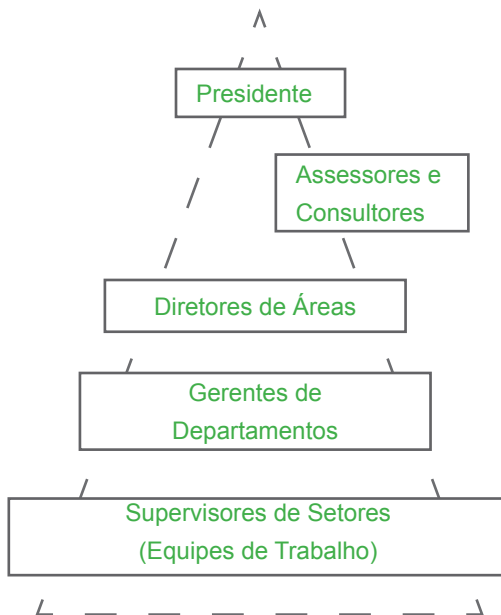 Presidente
Assessores e
Consultores
Diretores de Áreas
Gerentes de
Departamentos
Supervisores de Setores
(Equipes de Trabalho)